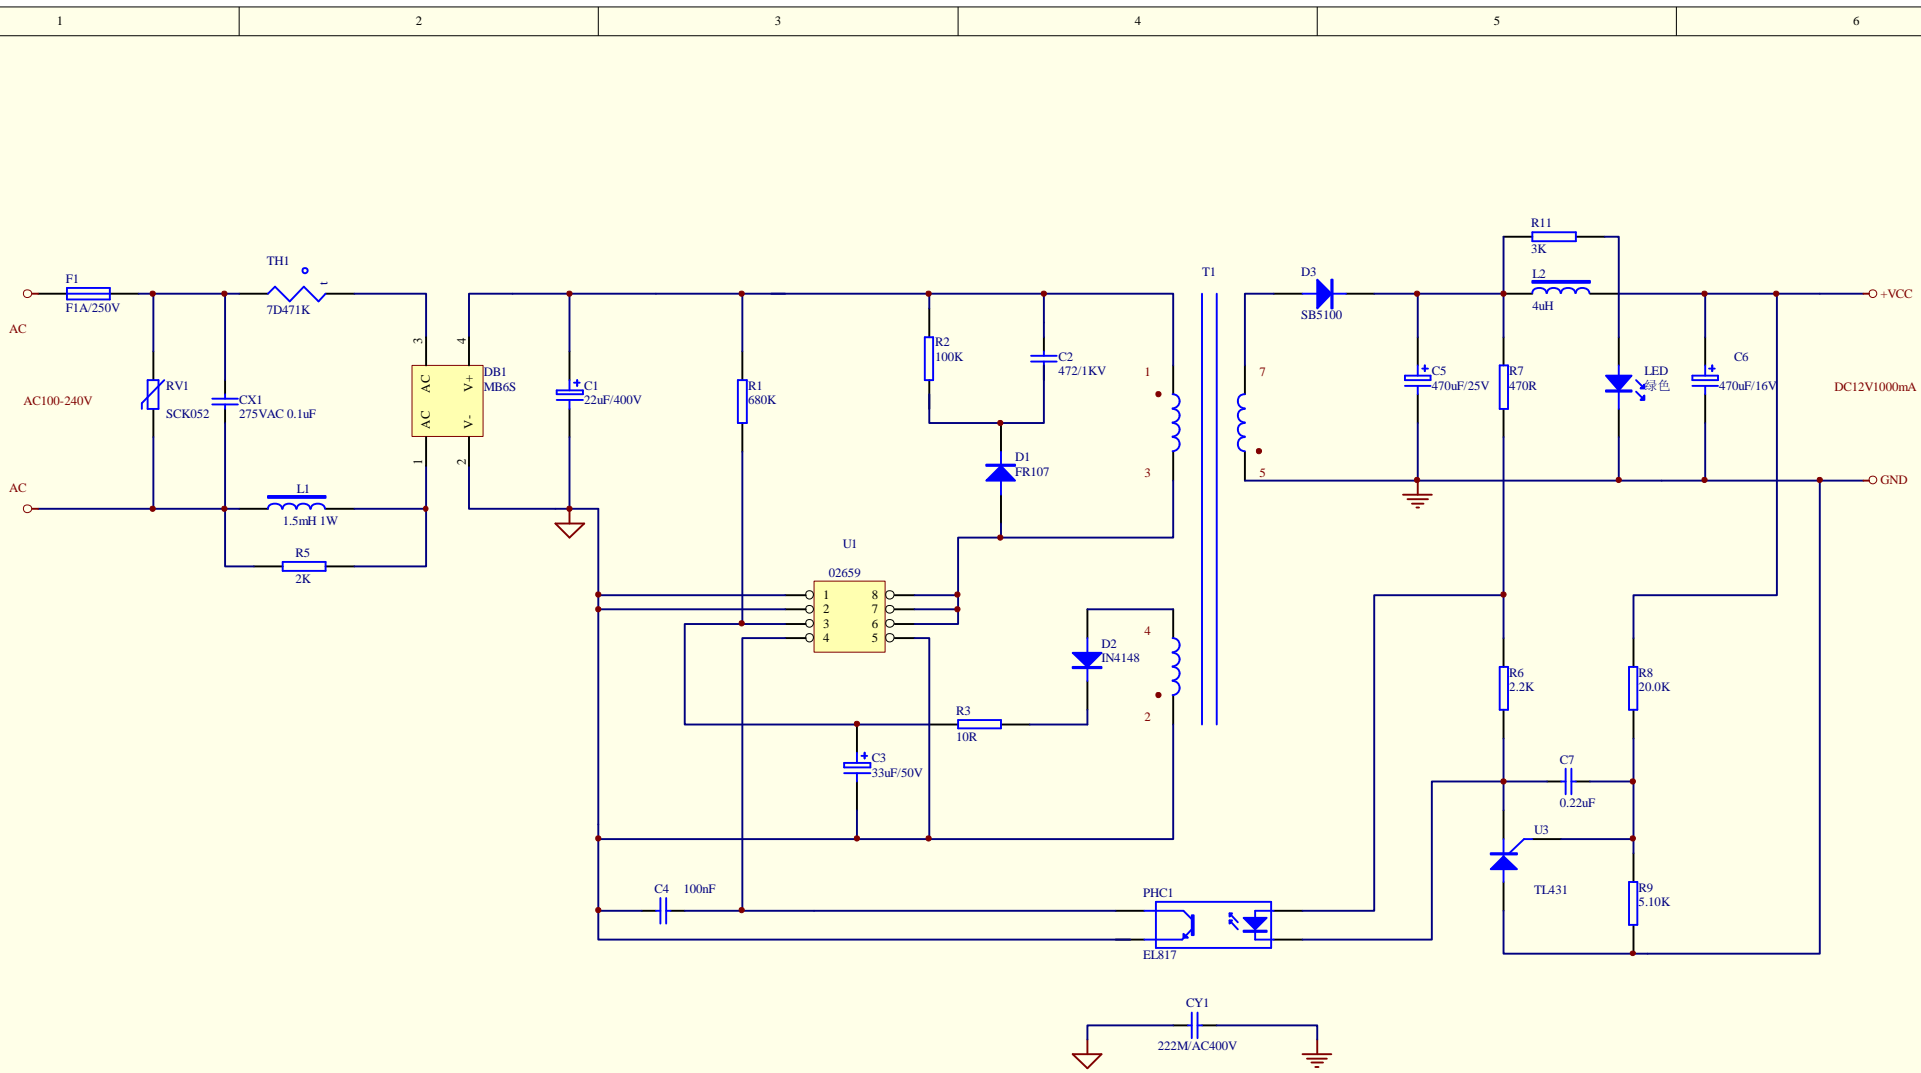 1 2 3 4 5 6
R11
3K
TH1
t
7D471K
T1
D3
SB5100
L2
4uH
F1
F1A/250V
+VCC
AC
3
4
R2
100K
C2
472/1KV
1
7
C5
470uF/25V
R7
470R
LED
绿色
C6
470uF/16V
DC12V1000mA
RV1
SCK052
CX1
275VAC 0.1uF
AC100-240V
AC
V+
AC
V-
DB1
MB6S
C1
22uF/400V
R1
680K
D1
FR107
3
5
GND
1
2
AC
L1
1.5mH 1W
R5
2K
U1
02659
1 8
2 7
3 6
4 5
D2
IN4148
4
2
R3
10R
C3
33uF/50V
R6
2.2K
R8
20.0K
C7
0.22uF
U3
TL431
R9
5.10K
C4 100nF
PHC1
EL817
CY1
222M/AC400V